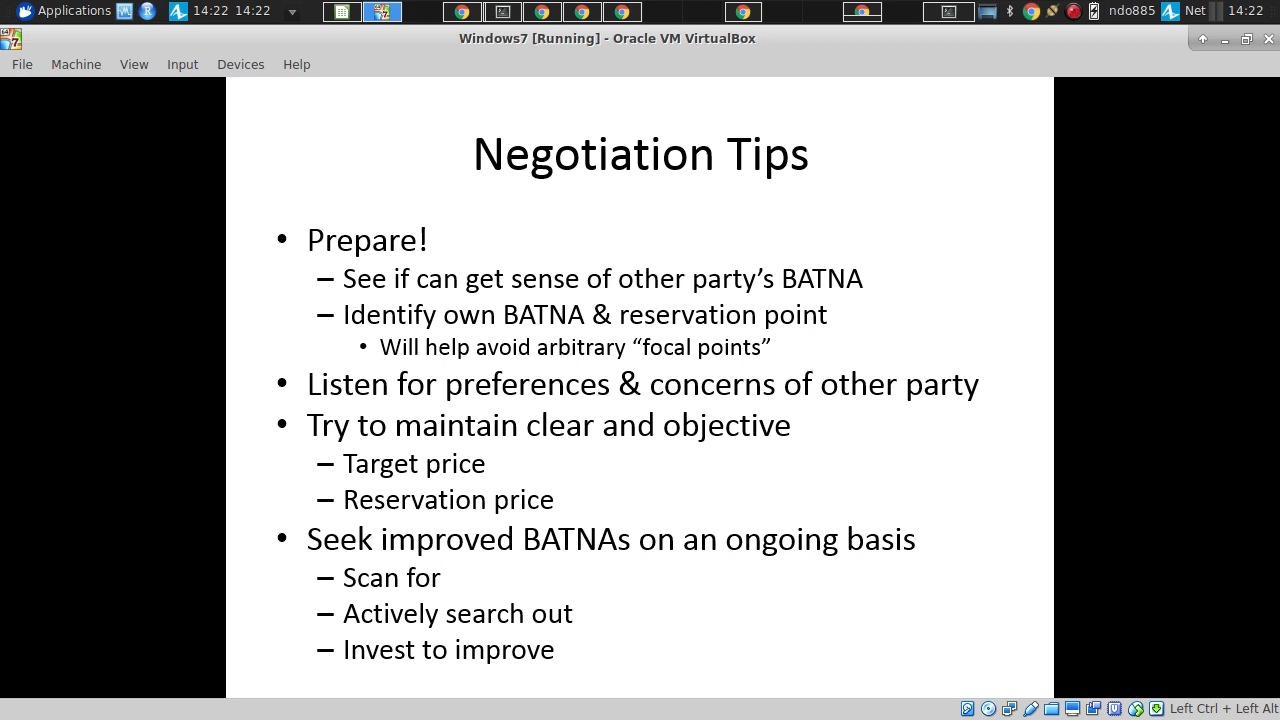 Applications 14:22 14:22 ndo885 Net 14:22
Windows7 [Running] - Oracle VM VirtualBox
File Machine View Input Devices Help
Negotiation Tips
• Prepare!
– See if can get sense of other party’s BATNA
– Identify own BATNA & reservation point
• Will help avoid arbitrary “focal points”
• Listen for preferences & concerns of other party
• Try to maintain clear and objective
– Target price
– Reservation price
• Seek improved BATNAs on an ongoing basis
– Scan for
– Actively search out
– Invest to improve
Left Ctrl + Left Alt